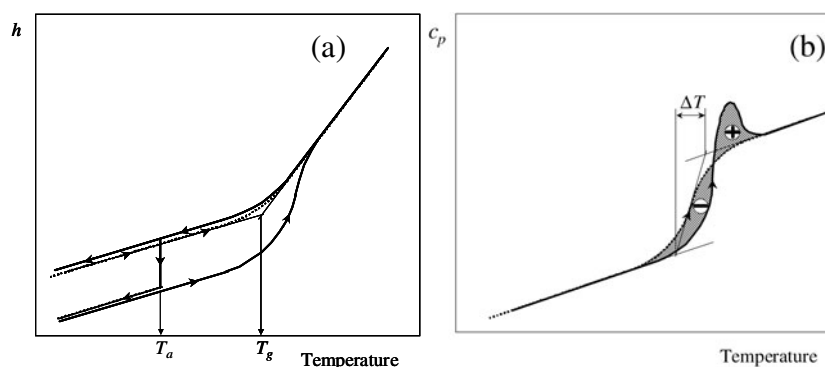 h
(a)
T_a
T_g
Temperature
c_p
(b)
ΔT
+
−
Temperature